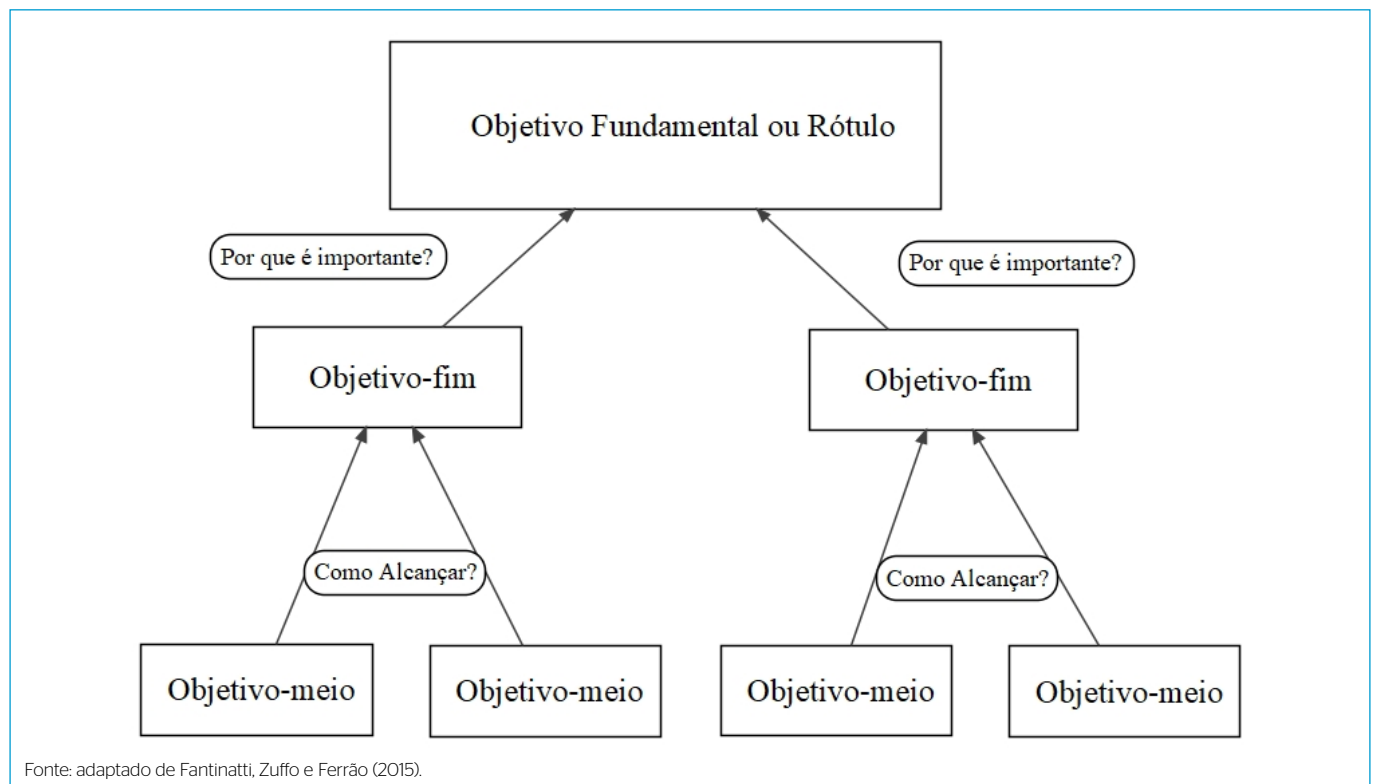 Objetivo Fundamental ou Rótulo
Por que é importante?
Por que é importante?
Objetivo-fim
Objetivo-fim
Como Alcançar?
Como Alcançar?
Objetivo-meio
Objetivo-meio
Objetivo-meio
Objetivo-meio
Fonte: adaptado de Fantinatti, Zuffo e Ferrão (2015).